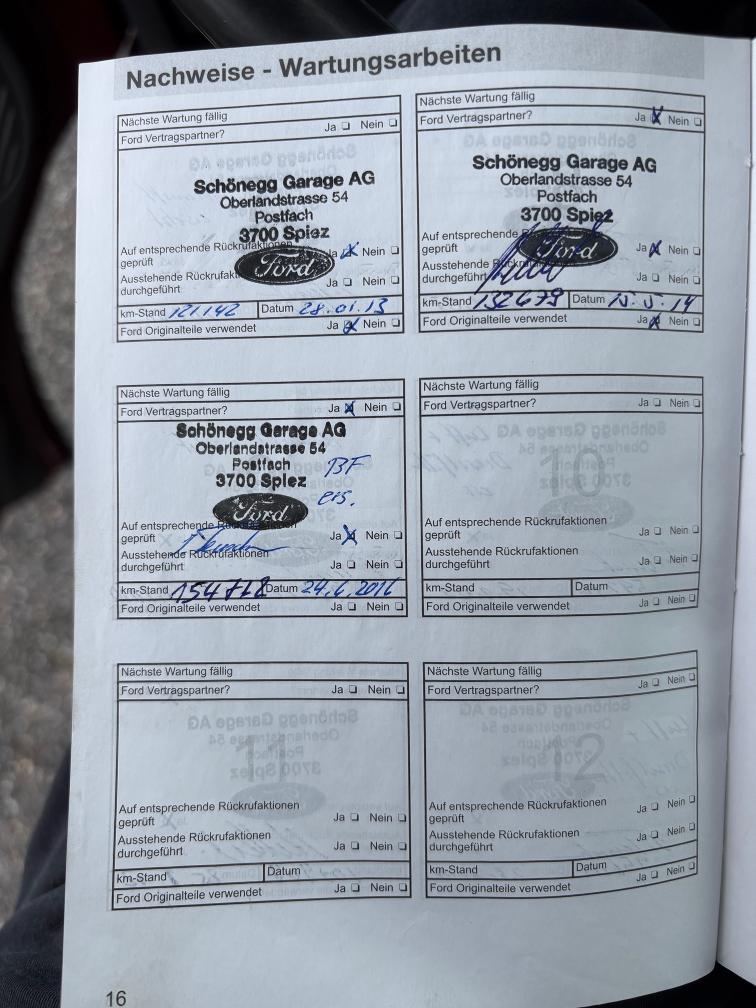 Nachweise - Wartungsarbeiten
Nächste Wartung fällig
Ford Vertragspartner? Ja Nein
Schönegg Garage AG
Oberlandstrasse 54
Postfach
3700 Spiez
Ford
Auf entsprechende Rückrufaktionen
geprüft Ja Nein
Ausstehende Rückrufak
durchgeführt Ja Nein
km-Stand 121.142 Datum 28.01.13
Ford Originalteile verwendet Ja Nein
Nächste Wartung fällig
Ford Vertragspartner? Ja Nein
Schönegg Garage AG
Oberlandstrasse 54
Postfach
3700 Spiez
Ford
Auf entsprechende
geprüft Ja Nein
Ausstehende Rückruf
durchgeführt Ja Nein
km-Stand 132679 Datum
Ford Originalteile verwendet Ja Nein
Nächste Wartung fällig
Ford Vertragspartner? Ja Nein
Schönegg Garage AG
Oberlandstrasse 54
Postfach BF
3700 Spiez ers.
Ford
Auf entsprechende Rückrufaktionen
geprüft Ja Nein
Ausstehende Rückrufaktionen
durchgeführt Ja Nein
km-Stand 154718 Datum 24.6.2016
Ford Originalteile verwendet Ja Nein
Nächste Wartung fällig
Ford Vertragspartner? Ja Nein
10
Auf entsprechende Rückrufaktionen
geprüft Ja Nein
Ausstehende Rückrufaktionen
durchgeführt Ja Nein
km-Stand Datum
Ford Originalteile verwendet Ja Nein
Nächste Wartung fällig
Ford Vertragspartner? Ja Nein
11
Auf entsprechende Rückrufaktionen
geprüft Ja Nein
Ausstehende Rückrufaktionen
durchgeführt Ja Nein
km-Stand Datum
Ford Originalteile verwendet Ja Nein
Nächste Wartung fällig
Ford Vertragspartner? Ja Nein
12
Auf entsprechende Rückrufaktionen
geprüft Ja Nein
Ausstehende Rückrufaktionen
durchgeführt Ja Nein
km-Stand Datum
Ford Originalteile verwendet Ja Nein
16